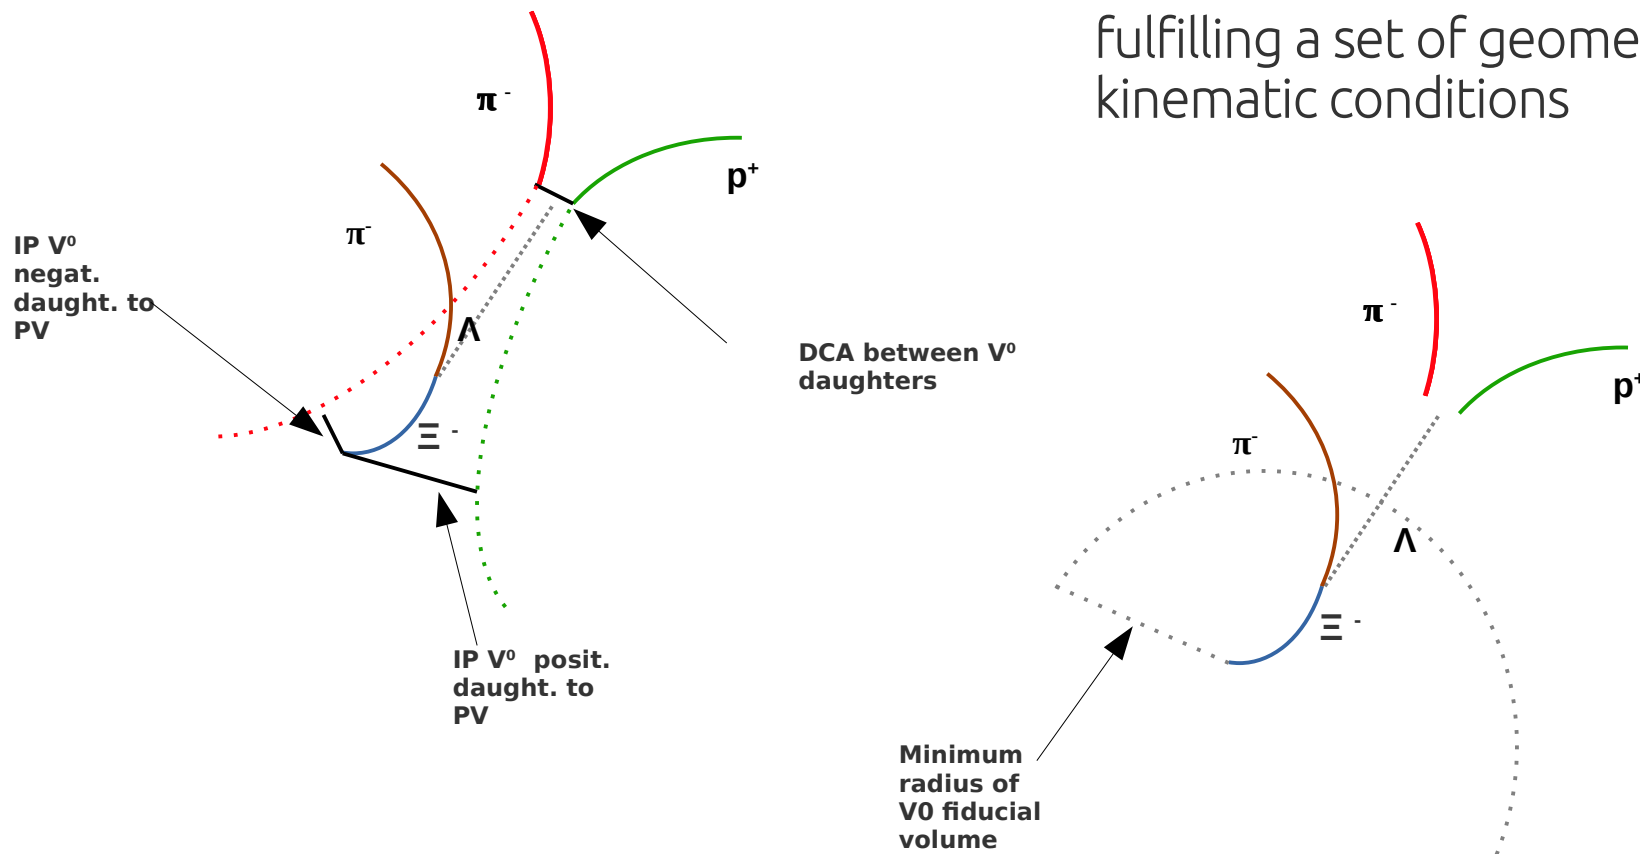 fulfilling a set of geome
kinematic conditions
π -
p+
π-
IP V⁰
negat.
daught. to
PV
Λ
DCA between V⁰
daughters
Ξ -
IP V⁰ posit.
daught. to
PV
π -
p+
π-
Λ
Ξ -
Minimum
radius of
V0 fiducial
volume